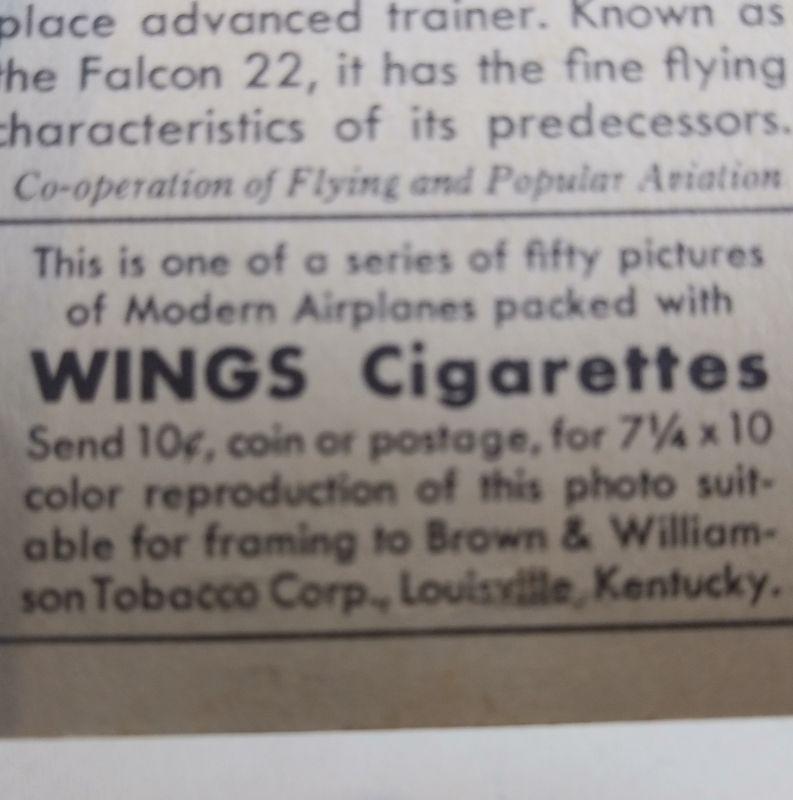 place advanced trainer. Known as
the Falcon 22, it has the fine flying
characteristics of its predecessors.
Co-operation of Flying and Popular Aviation
This is one of a series of fifty pictures
of Modern Airplanes packed with
WINGS Cigarettes
Send 10¢, coin or postage, for 7¼ x 10
color reproduction of this photo suit-
able for framing to Brown & William-
son Tobacco Corp., Louisville, Kentucky.